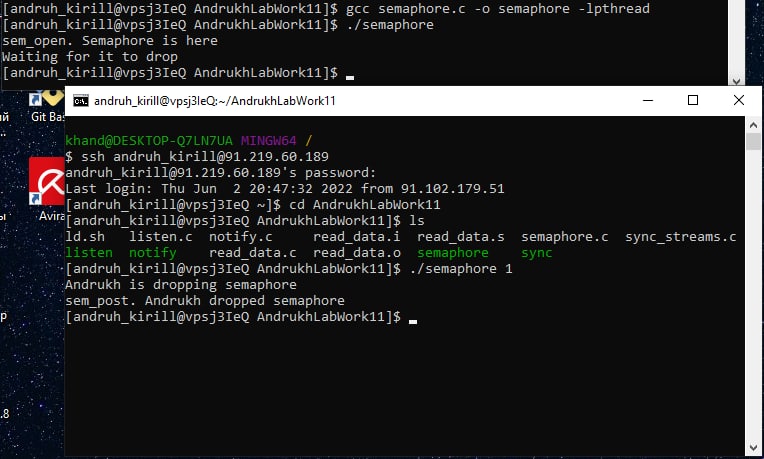 [andruh_kirill@vpsj3IeQ AndrukhLabWork11]$ gcc semaphore.c -o semaphore -lpthread
[andruh_kirill@vpsj3IeQ AndrukhLabWork11]$ ./semaphore
sem_open. Semaphore is here
Waiting for it to drop
[andruh_kirill@vpsj3IeQ AndrukhLabWork11]$
Git Bas
Avira
.8
andruh_kirill@vpsj3IeQ:~/AndrukhLabWork11
khand@DESKTOP-Q7LN7UA MINGW64 /
$ ssh andruh_kirill@91.219.60.189
andruh_kirill@91.219.60.189's password:
Last login: Thu Jun  2 20:47:32 2022 from 91.102.179.51
[andruh_kirill@vpsj3IeQ ~]$ cd AndrukhLabWork11
[andruh_kirill@vpsj3IeQ AndrukhLabWork11]$ ls
ld.sh listen.c notify.c read_data.i read_data.s semaphore.c sync_streams.c
listen notify read_data.c read_data.o semaphore sync
[andruh_kirill@vpsj3IeQ AndrukhLabWork11]$ ./semaphore 1
Andrukh is dropping semaphore
sem_post. Andrukh dropped semaphore
[andruh_kirill@vpsj3IeQ AndrukhLabWork11]$